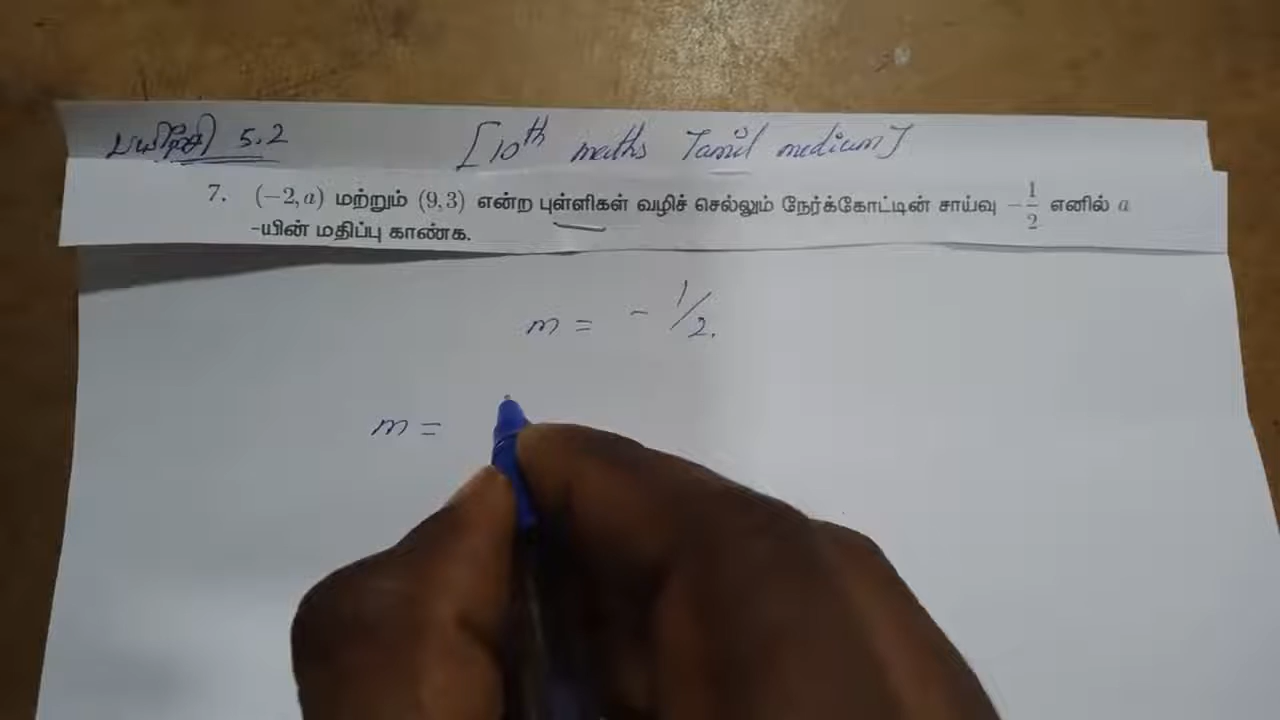 பயிற்சி 5.2 [10th maths Tamil medium]
7. (−2, a) மற்றும் (9, 3) என்ற புள்ளிகள் வழிச் செல்லும் நேர்க்கோட்டின் சாய்வு −1/2 எனில் a
-யின் மதிப்பு காண்க.
m = - 1/2.
m =